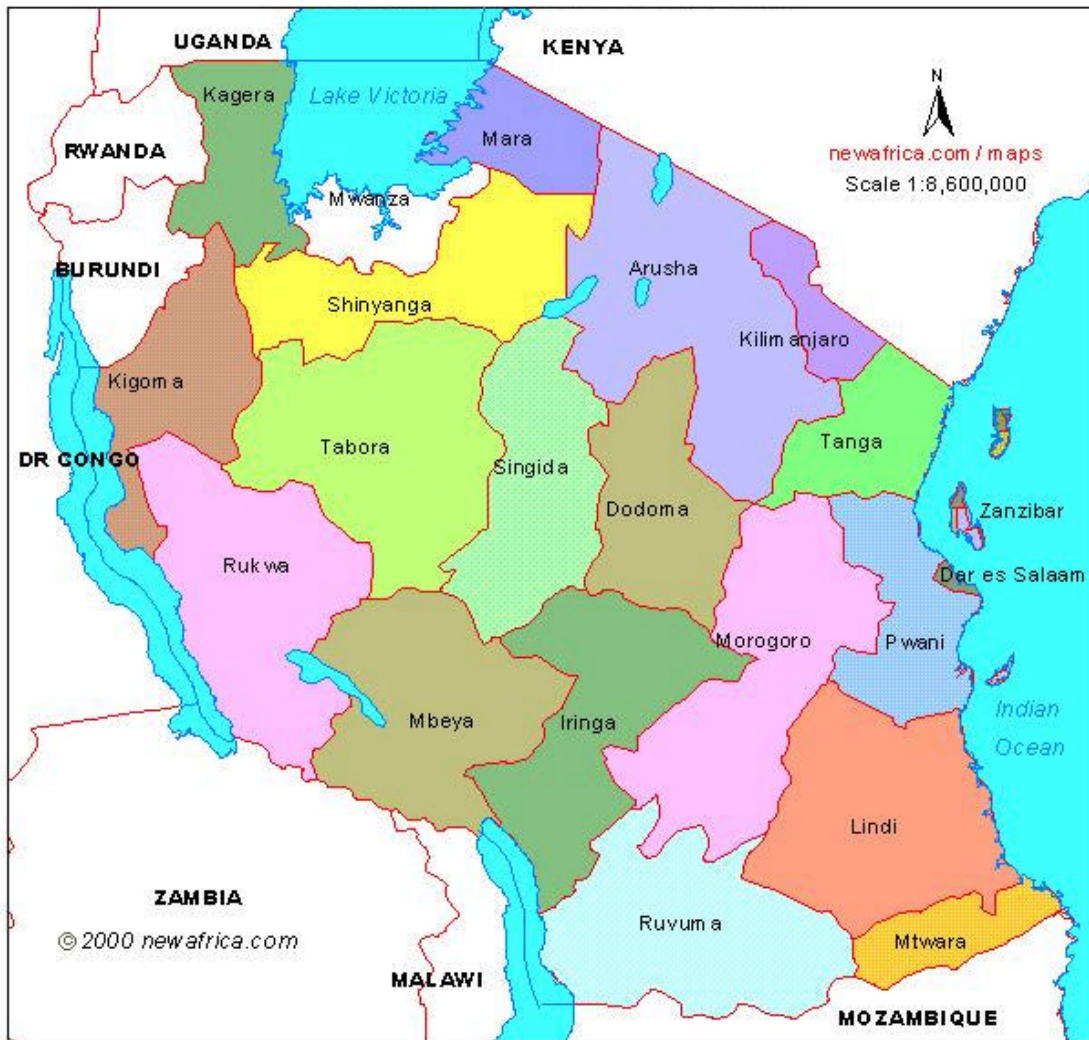 UGANDA
KENYA
Kagera
Lake Victoria
N
Mara
RWANDA
newafrica.com / maps
Scale 1:8,600,000
Mwanza
BURUNDI
Arusha
Shinyanga
Kilimanjaro
Kigoma
Tabora
Tanga
DR CONGO
Singida
Dodoma
Zanzibar
Rukwa
Dar es Salaam
Morogoro
Pwani
Mbeya
Iringa
Indian
Ocean
Lindi
ZAMBIA
Ruvuma
© 2000 newafrica.com
Mtwara
MALAWI
MOZAMBIQUE